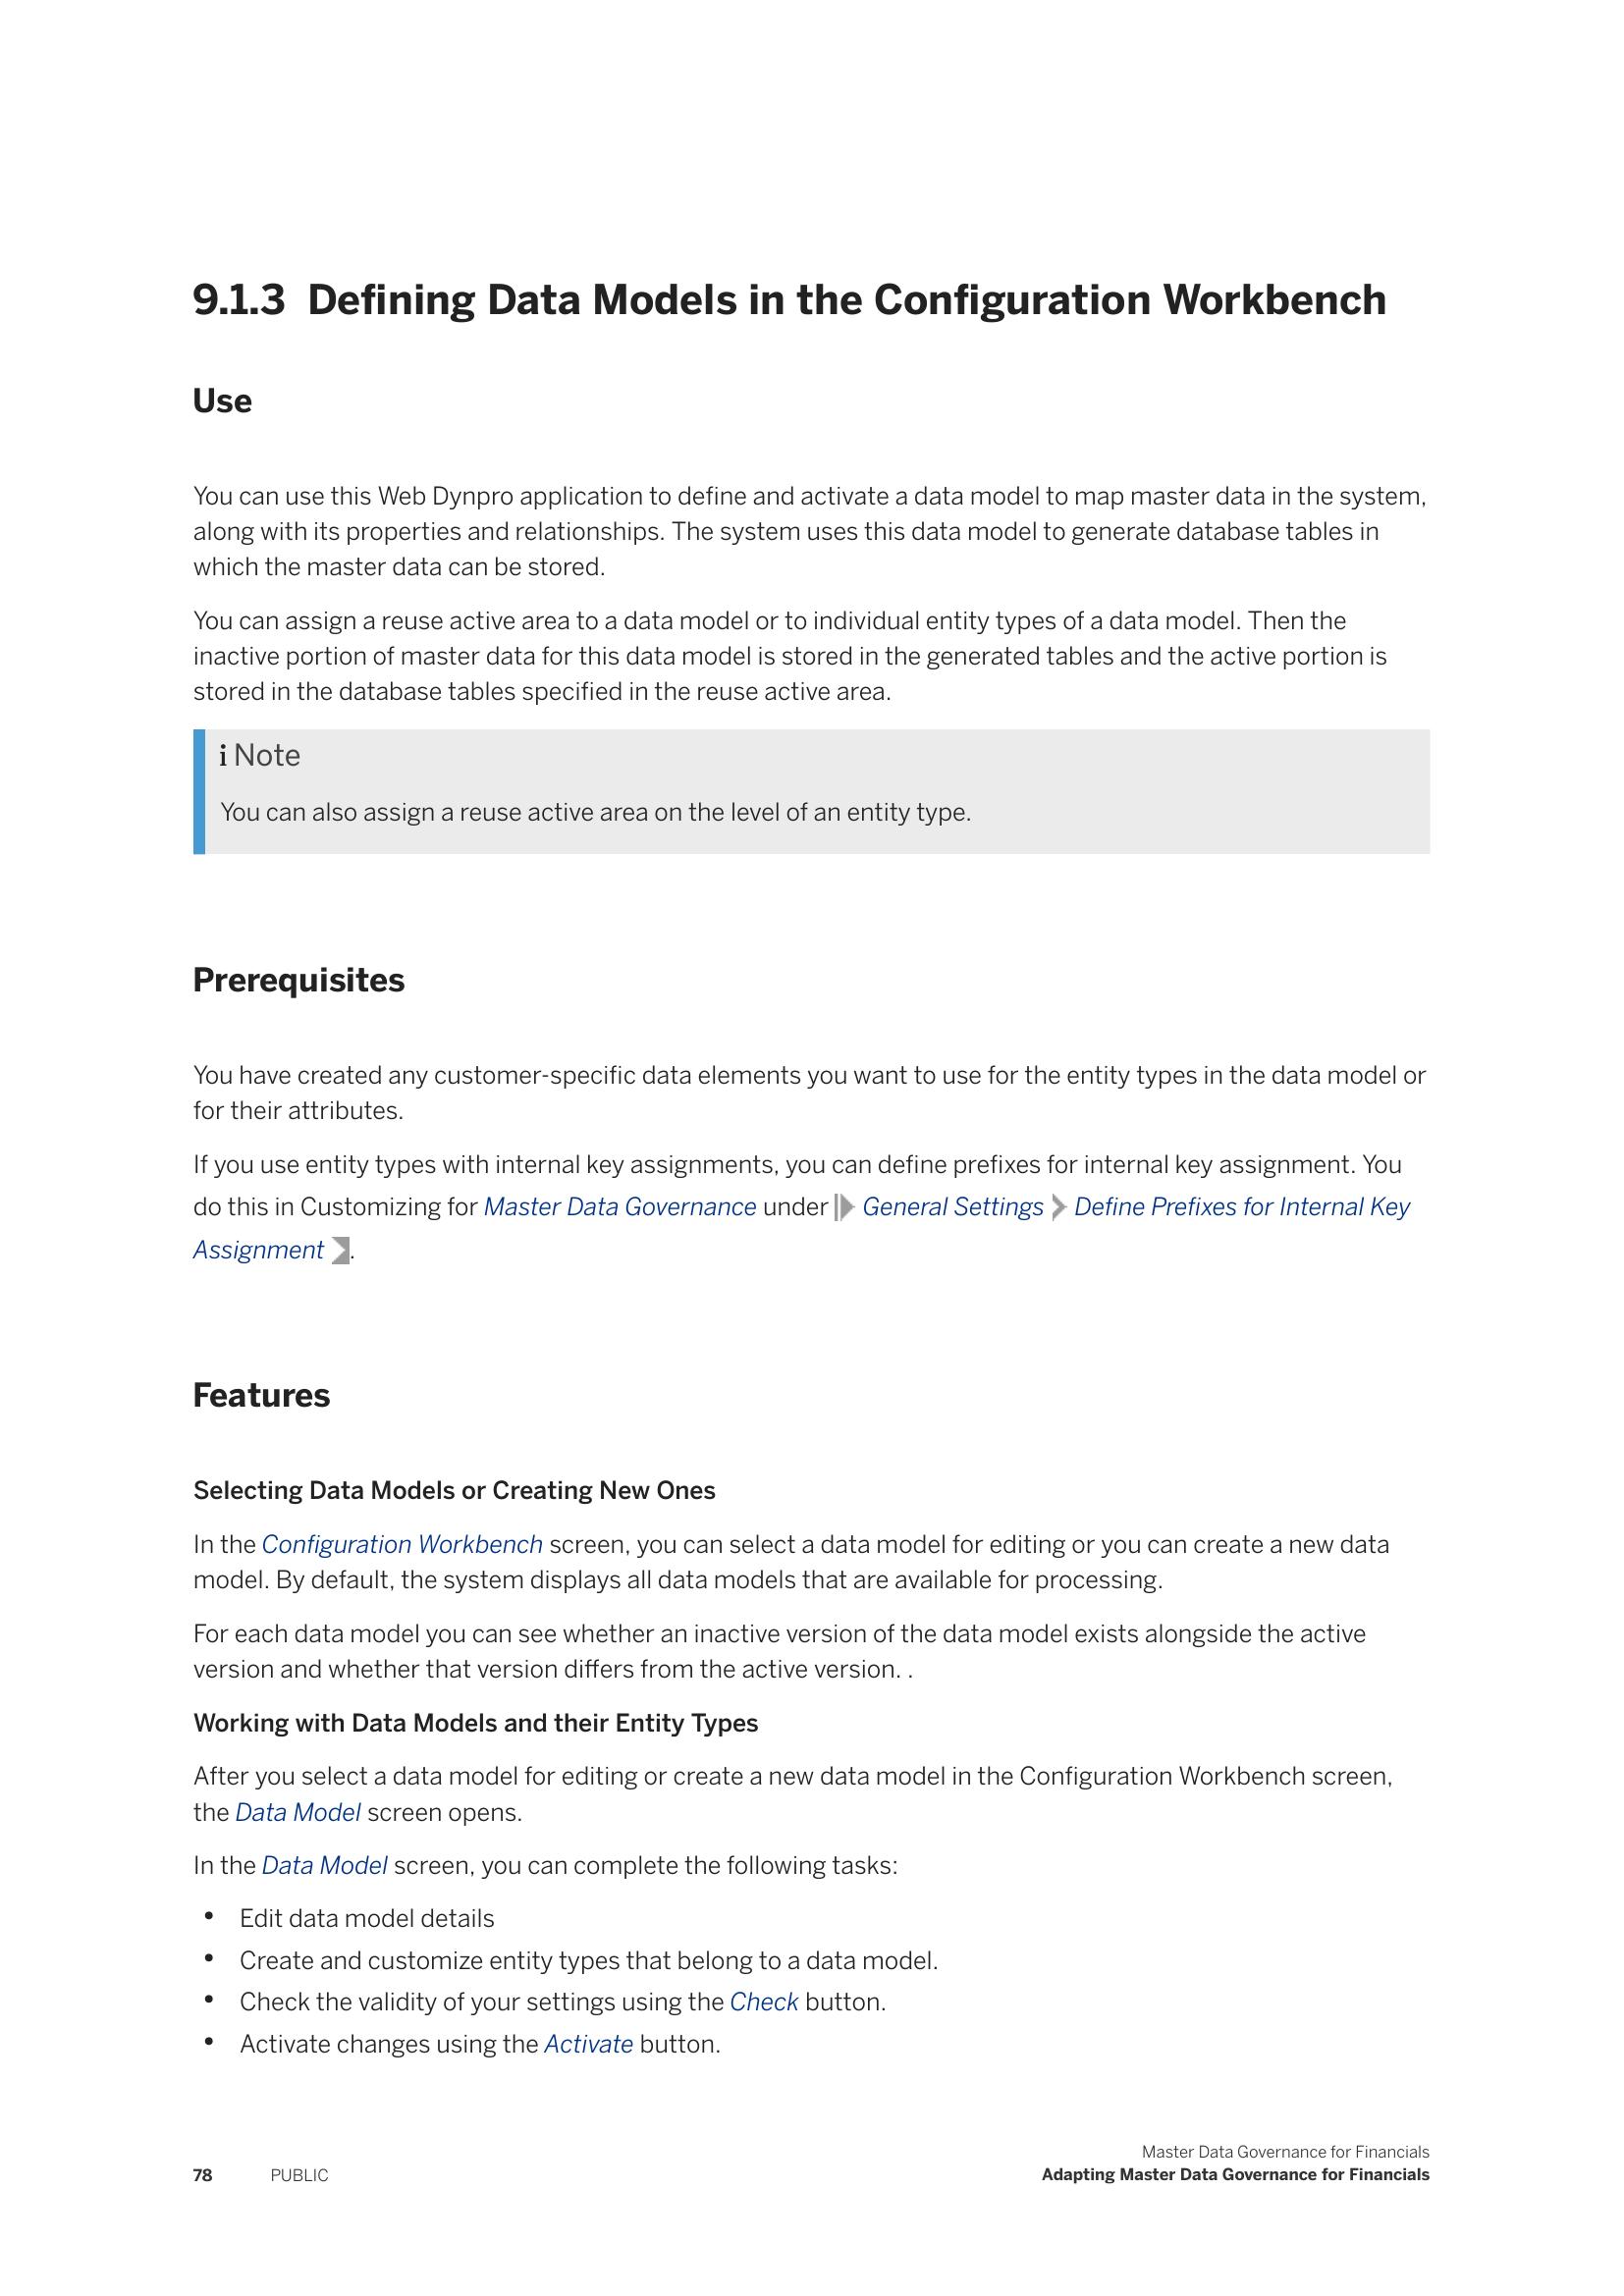 9.1.3 Defining Data Models in the Configuration Workbench
Use
You can use this Web Dynpro application to define and activate a data model to map master data in the system,
along with its properties and relationships. The system uses this data model to generate database tables in
which the master data can be stored.
You can assign a reuse active area to a data model or to individual entity types of a data model. Then the
inactive portion of master data for this data model is stored in the generated tables and the active portion is
stored in the database tables specified in the reuse active area.
i Note
You can also assign a reuse active area on the level of an entity type.
Prerequisites
You have created any customer-specific data elements you want to use for the entity types in the data model or
for their attributes.
If you use entity types with internal key assignments, you can define prefixes for internal key assignment. You
do this in Customizing for Master Data Governance under General Settings Define Prefixes for Internal Key
Assignment .
Features
Selecting Data Models or Creating New Ones
In the Configuration Workbench screen, you can select a data model for editing or you can create a new data
model. By default, the system displays all data models that are available for processing.
For each data model you can see whether an inactive version of the data model exists alongside the active
version and whether that version differs from the active version. .
Working with Data Models and their Entity Types
After you select a data model for editing or create a new data model in the Configuration Workbench screen,
the Data Model screen opens.
In the Data Model screen, you can complete the following tasks:
• Edit data model details
• Create and customize entity types that belong to a data model.
• Check the validity of your settings using the Check button.
• Activate changes using the Activate button.
Master Data Governance for Financials
78 PUBLIC Adapting Master Data Governance for Financials